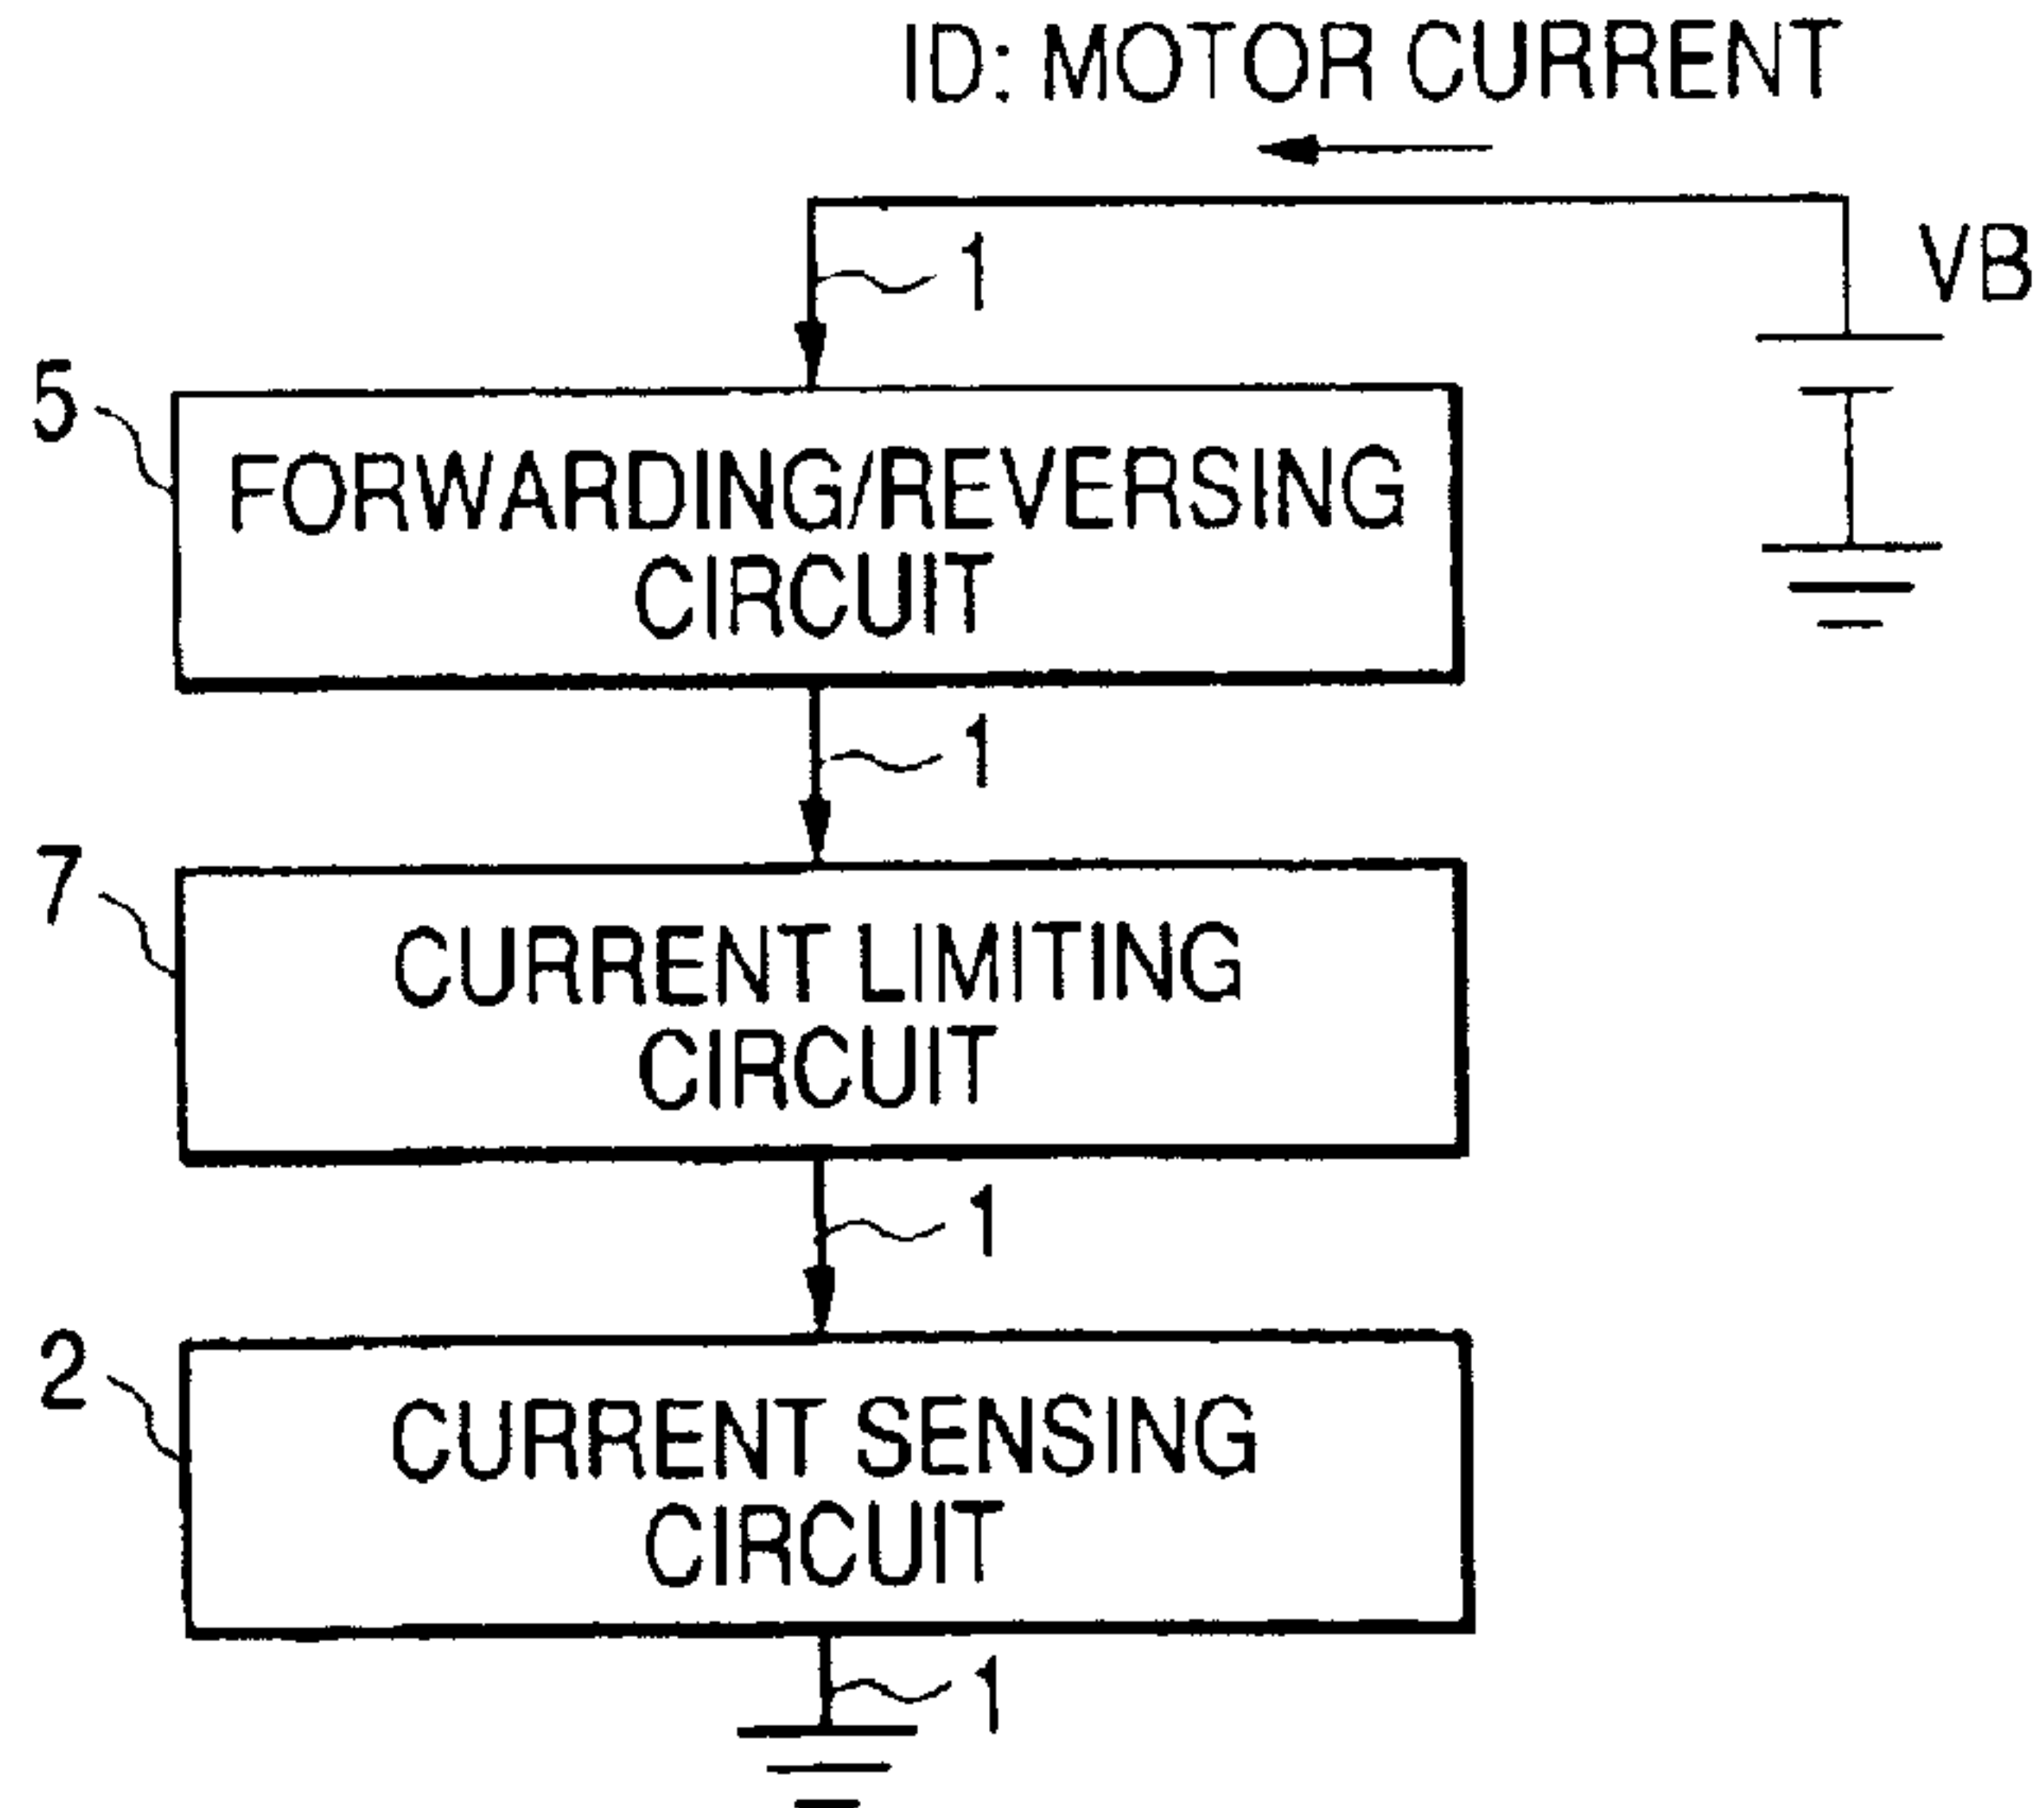 ID: MOTOR CURRENT
1
VB
5
FORWARDING/REVERSING
CIRCUIT
1
7
CURRENT LIMITING
CIRCUIT
1
2
CURRENT SENSING
CIRCUIT
1